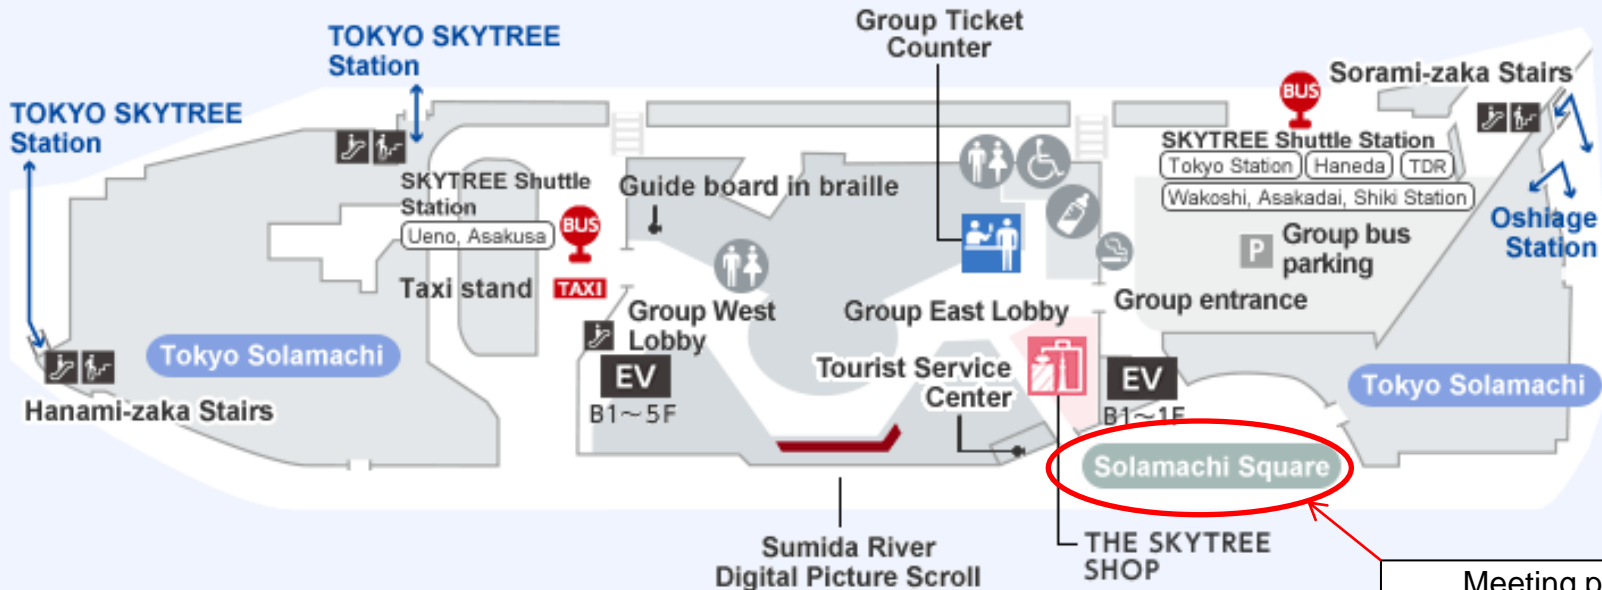 Group Ticket
Counter
TOKYO SKYTREE
Station
TOKYO SKYTREE
Station
BUS
Sorami-zaka Stairs
SKYTREE Shuttle Station
Tokyo Station
Haneda
TDR
Wakoshi, Asakadai, Shiki Station
SKYTREE Shuttle
Station
Ueno, Asakusa
BUS
Guide board in braille
Oshiage
Station
P
Group bus
parking
Taxi stand
TAXI
Group West
Lobby
Group East Lobby
Group entrance
Tokyo Solamachi
EV
B1～5F
Tourist Service
Center
EV
B1～1F
Tokyo Solamachi
Hanami-zaka Stairs
Solamachi Square
Sumida River
Digital Picture Scroll
THE SKYTREE
SHOP
Meeting